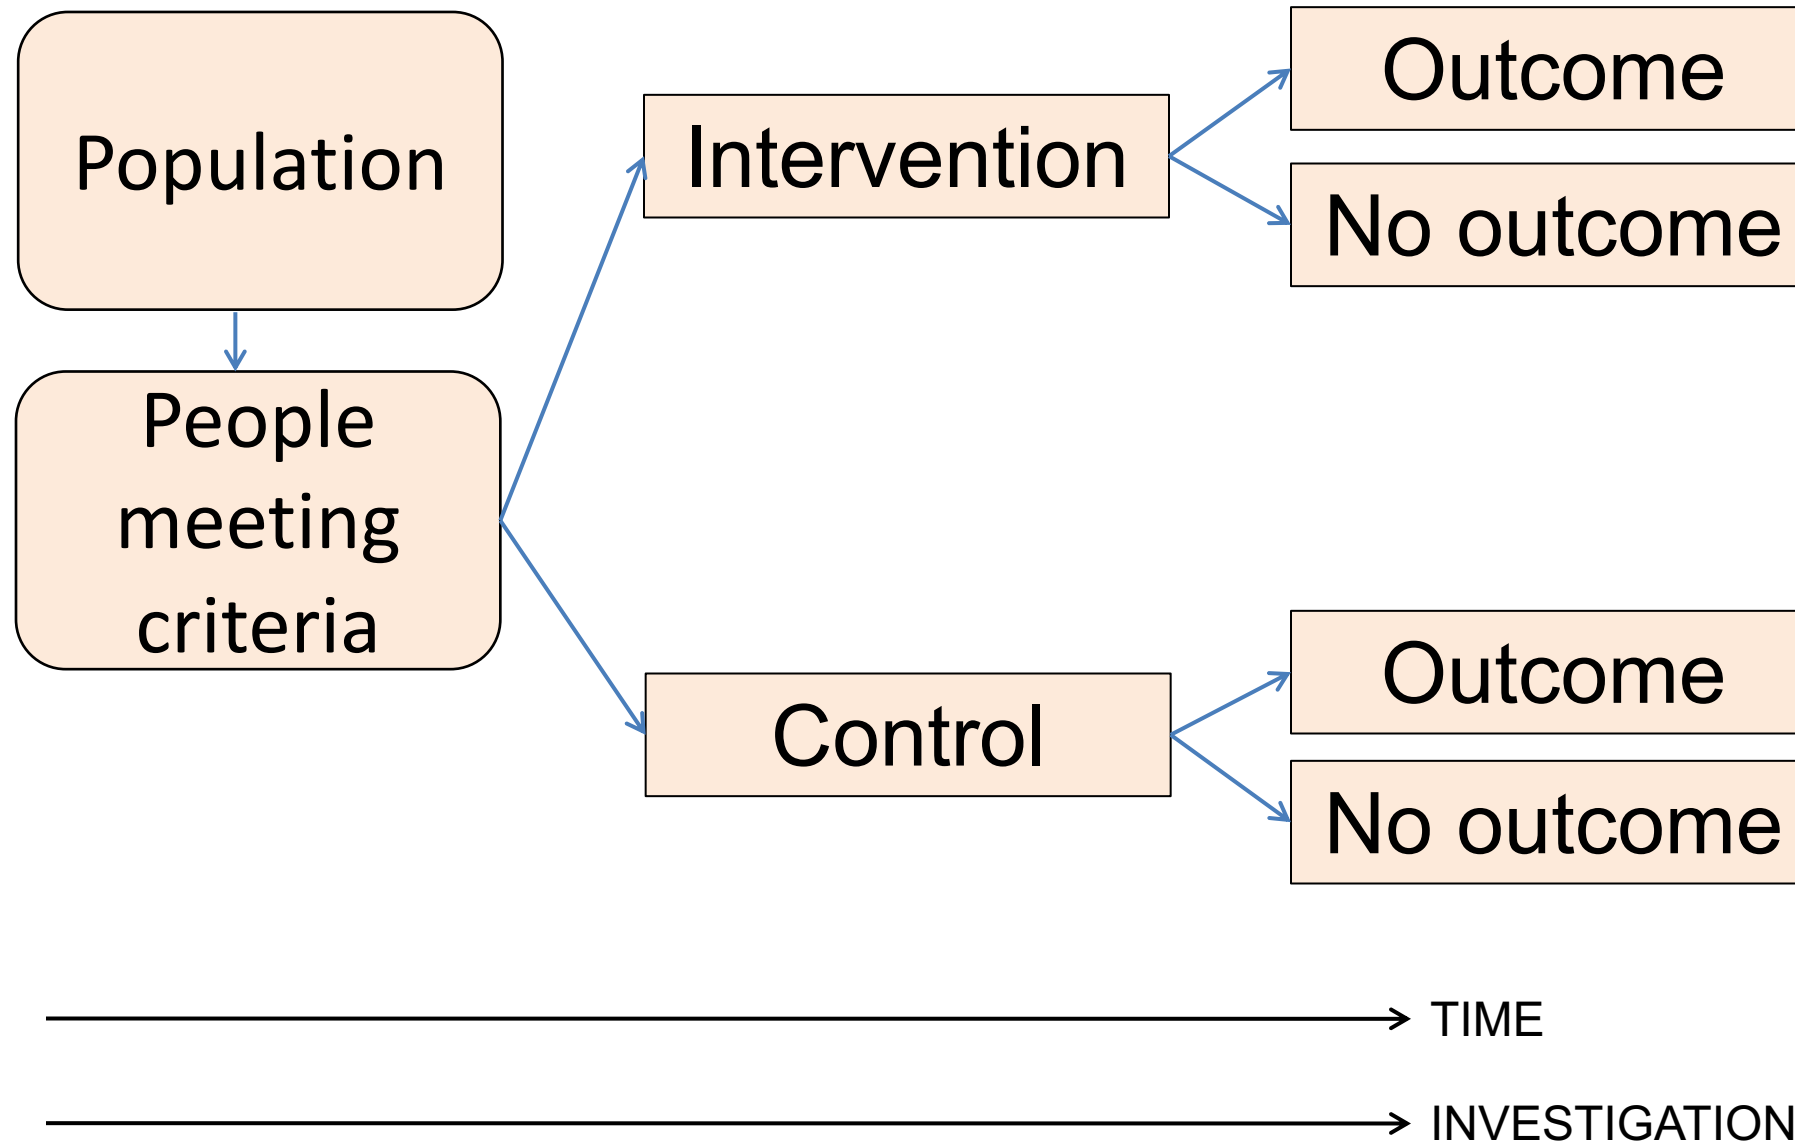 Population
People
meeting
criteria
Intervention
Control
Outcome
No outcome
Outcome
No outcome
TIME
INVESTIGATION